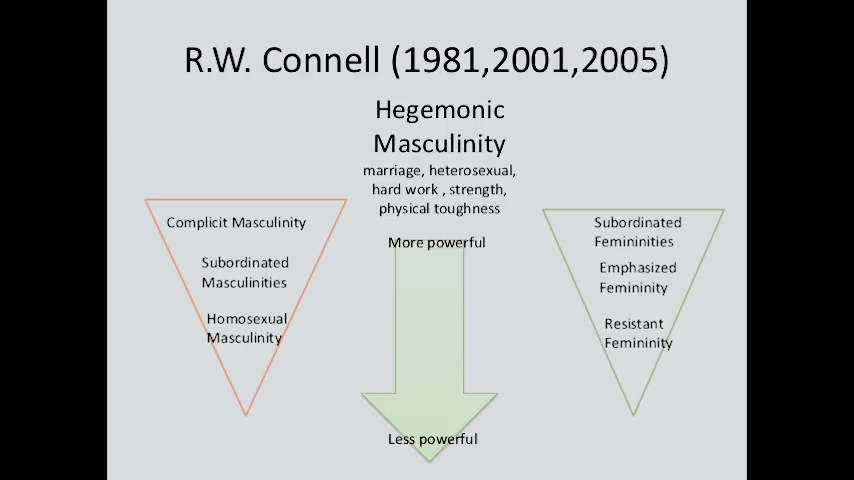 R.W. Connell (1981,2001,2005)
Hegemonic
Masculinity
marriage, heterosexual,
hard work , strength,
physical toughness
More powerful
Less powerful
Complicit Masculinity
Subordinated
Masculinities
Homosexual
Masculinity
Subordinated
Femininities
Emphasized
Femininity
Resistant
Femininity